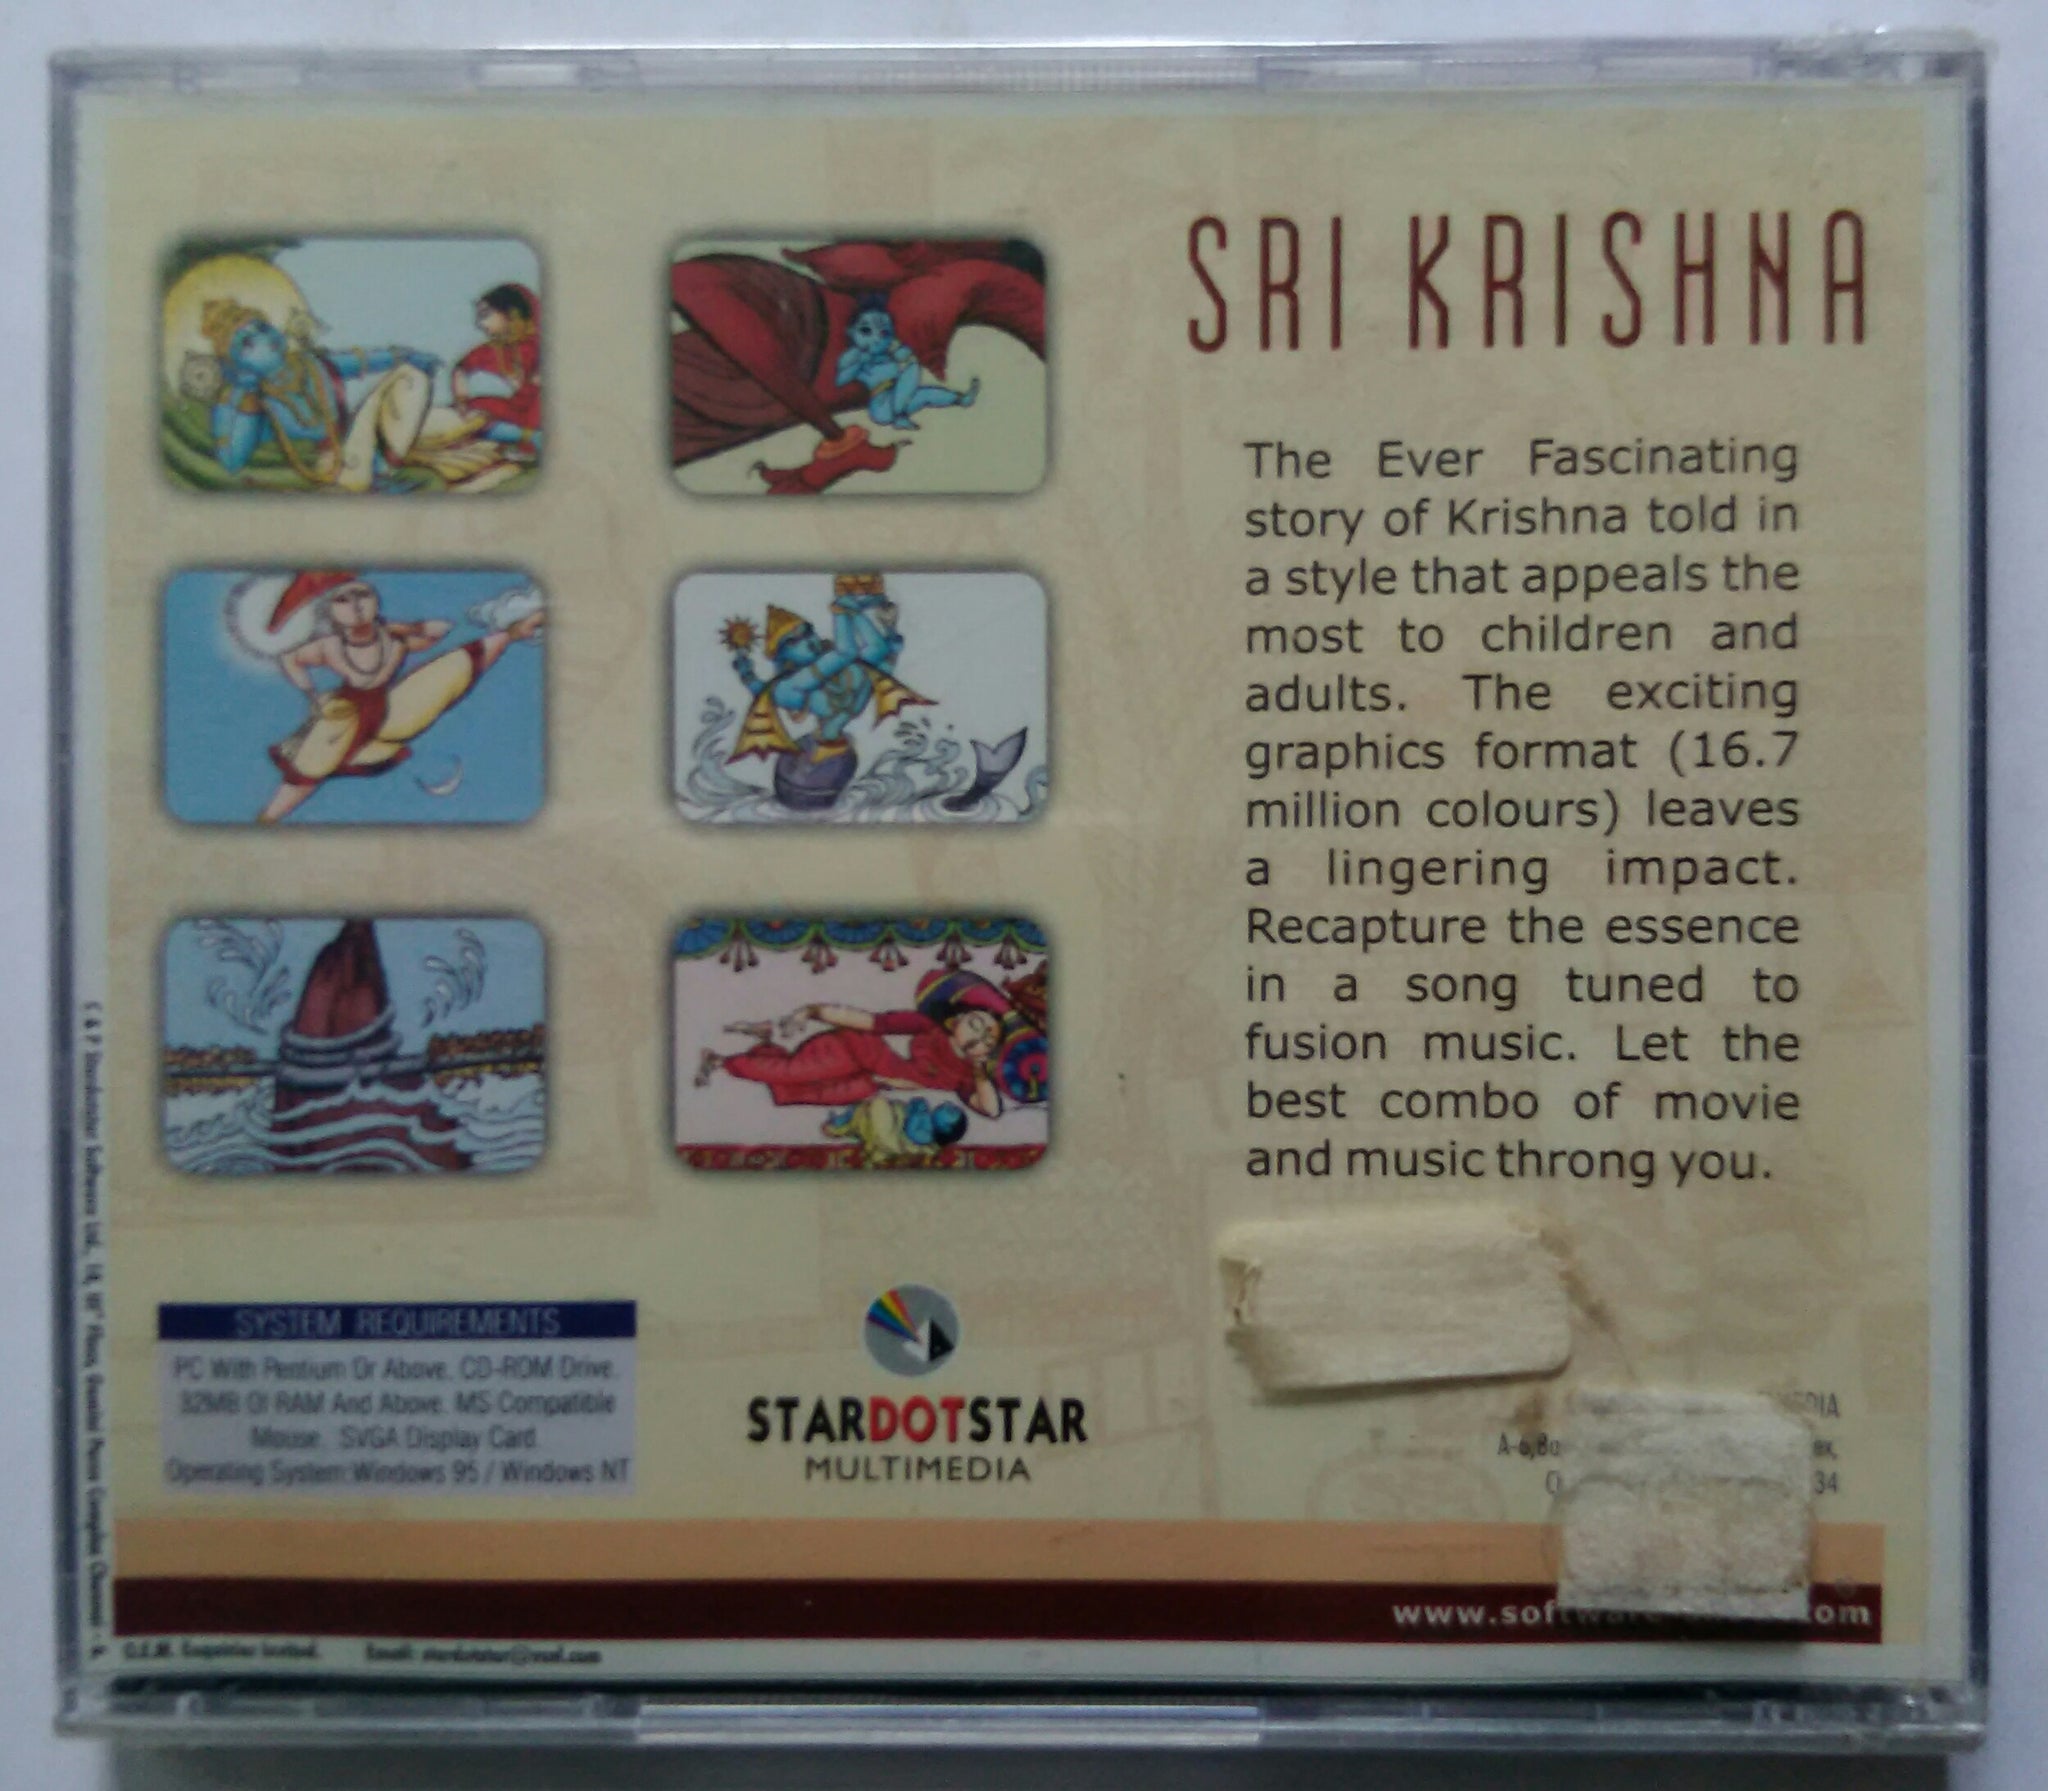 SRI KRISHNA
The Ever Fascinating
story of Krishna told in
a style that appeals the
most to children and
adults. The exciting
graphics format (16.7
million colours) leaves
a lingering impact.
Recapture the essence
in a song tuned to
fusion music. Let the
best combo of movie
and music throng you.
SYSTEM REQUIREMENTS
PC With Pentium Or Above. CD-ROM Drive.
32MB Of RAM And Above. MS Compatible
Mouse. SVGA Display Card
Operating System:Windows 95 / Windows NT
STARDOTSTAR
MULTIMEDIA
34
O.E.M. Enquiries Invited. Email: